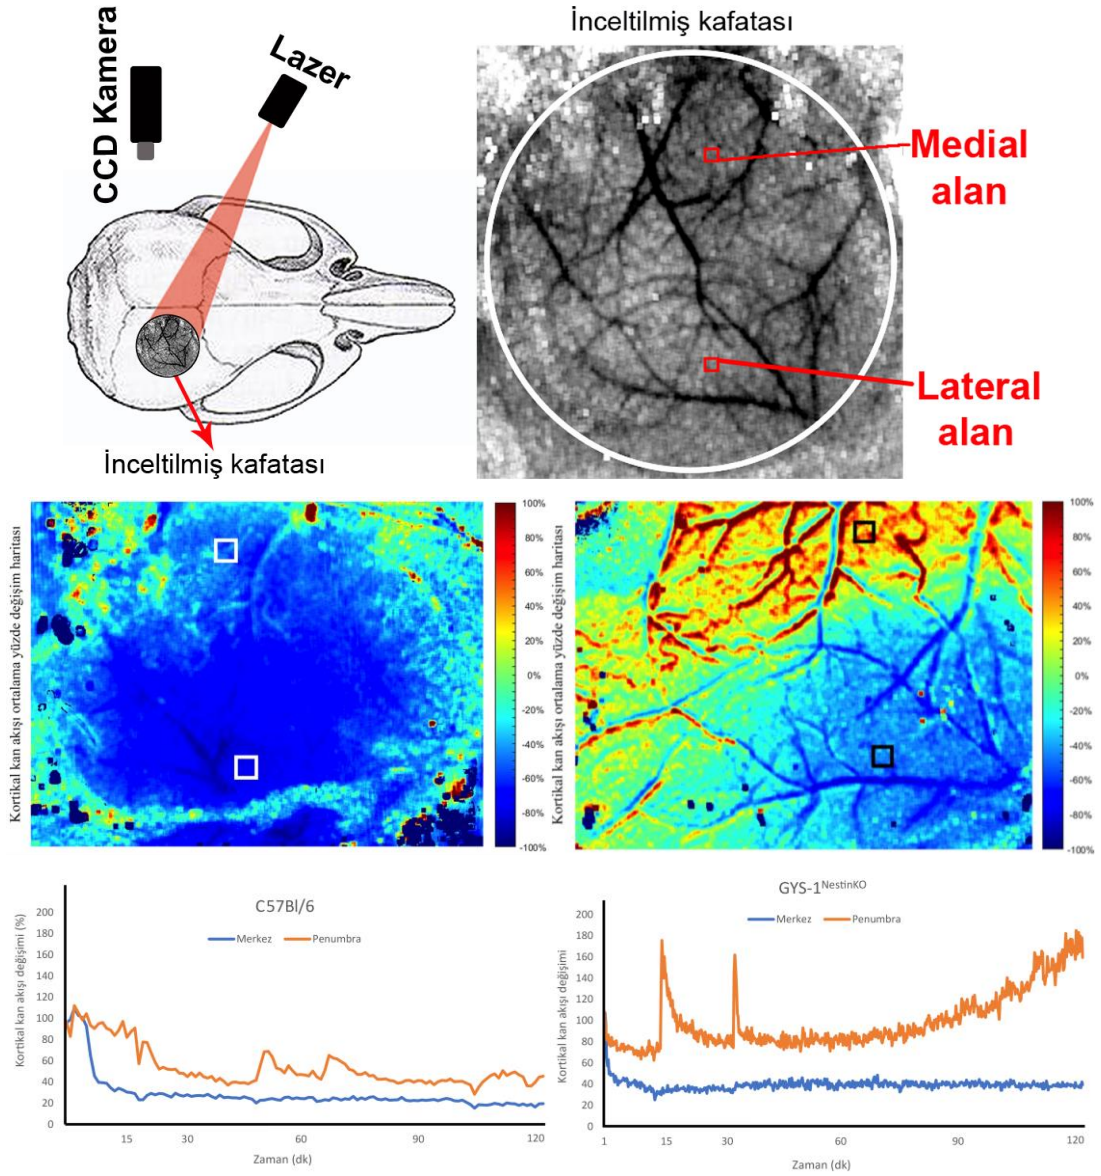 CCD Kamera
Lazer
İnceltilmiş kafatası
İnceltilmiş kafatası
Medial
alan
Lateral
alan
Kortikal kan akışı ortalama yüzde değişim haritası
100%
80%
60%
40%
20%
0%
-20%
-40%
-60%
-80%
-100%
Kortikal kan akışı ortalama yüzde değişim haritası
100%
80%
60%
40%
20%
0%
-20%
-40%
-60%
-80%
-100%
C57Bl/6
Merkez
Penumbra
Kortikal kan akışı değişimi (%)
200
180
160
140
120
100
80
60
40
20
0
15
30
60
90
120
Zaman (dk)
GYS-1NestinKO
Merkez
Penumbra
Kortikal kan akışı değişimi
200
180
160
140
120
100
80
60
40
20
0
1
15
30
60
90
120
Zaman (dk)